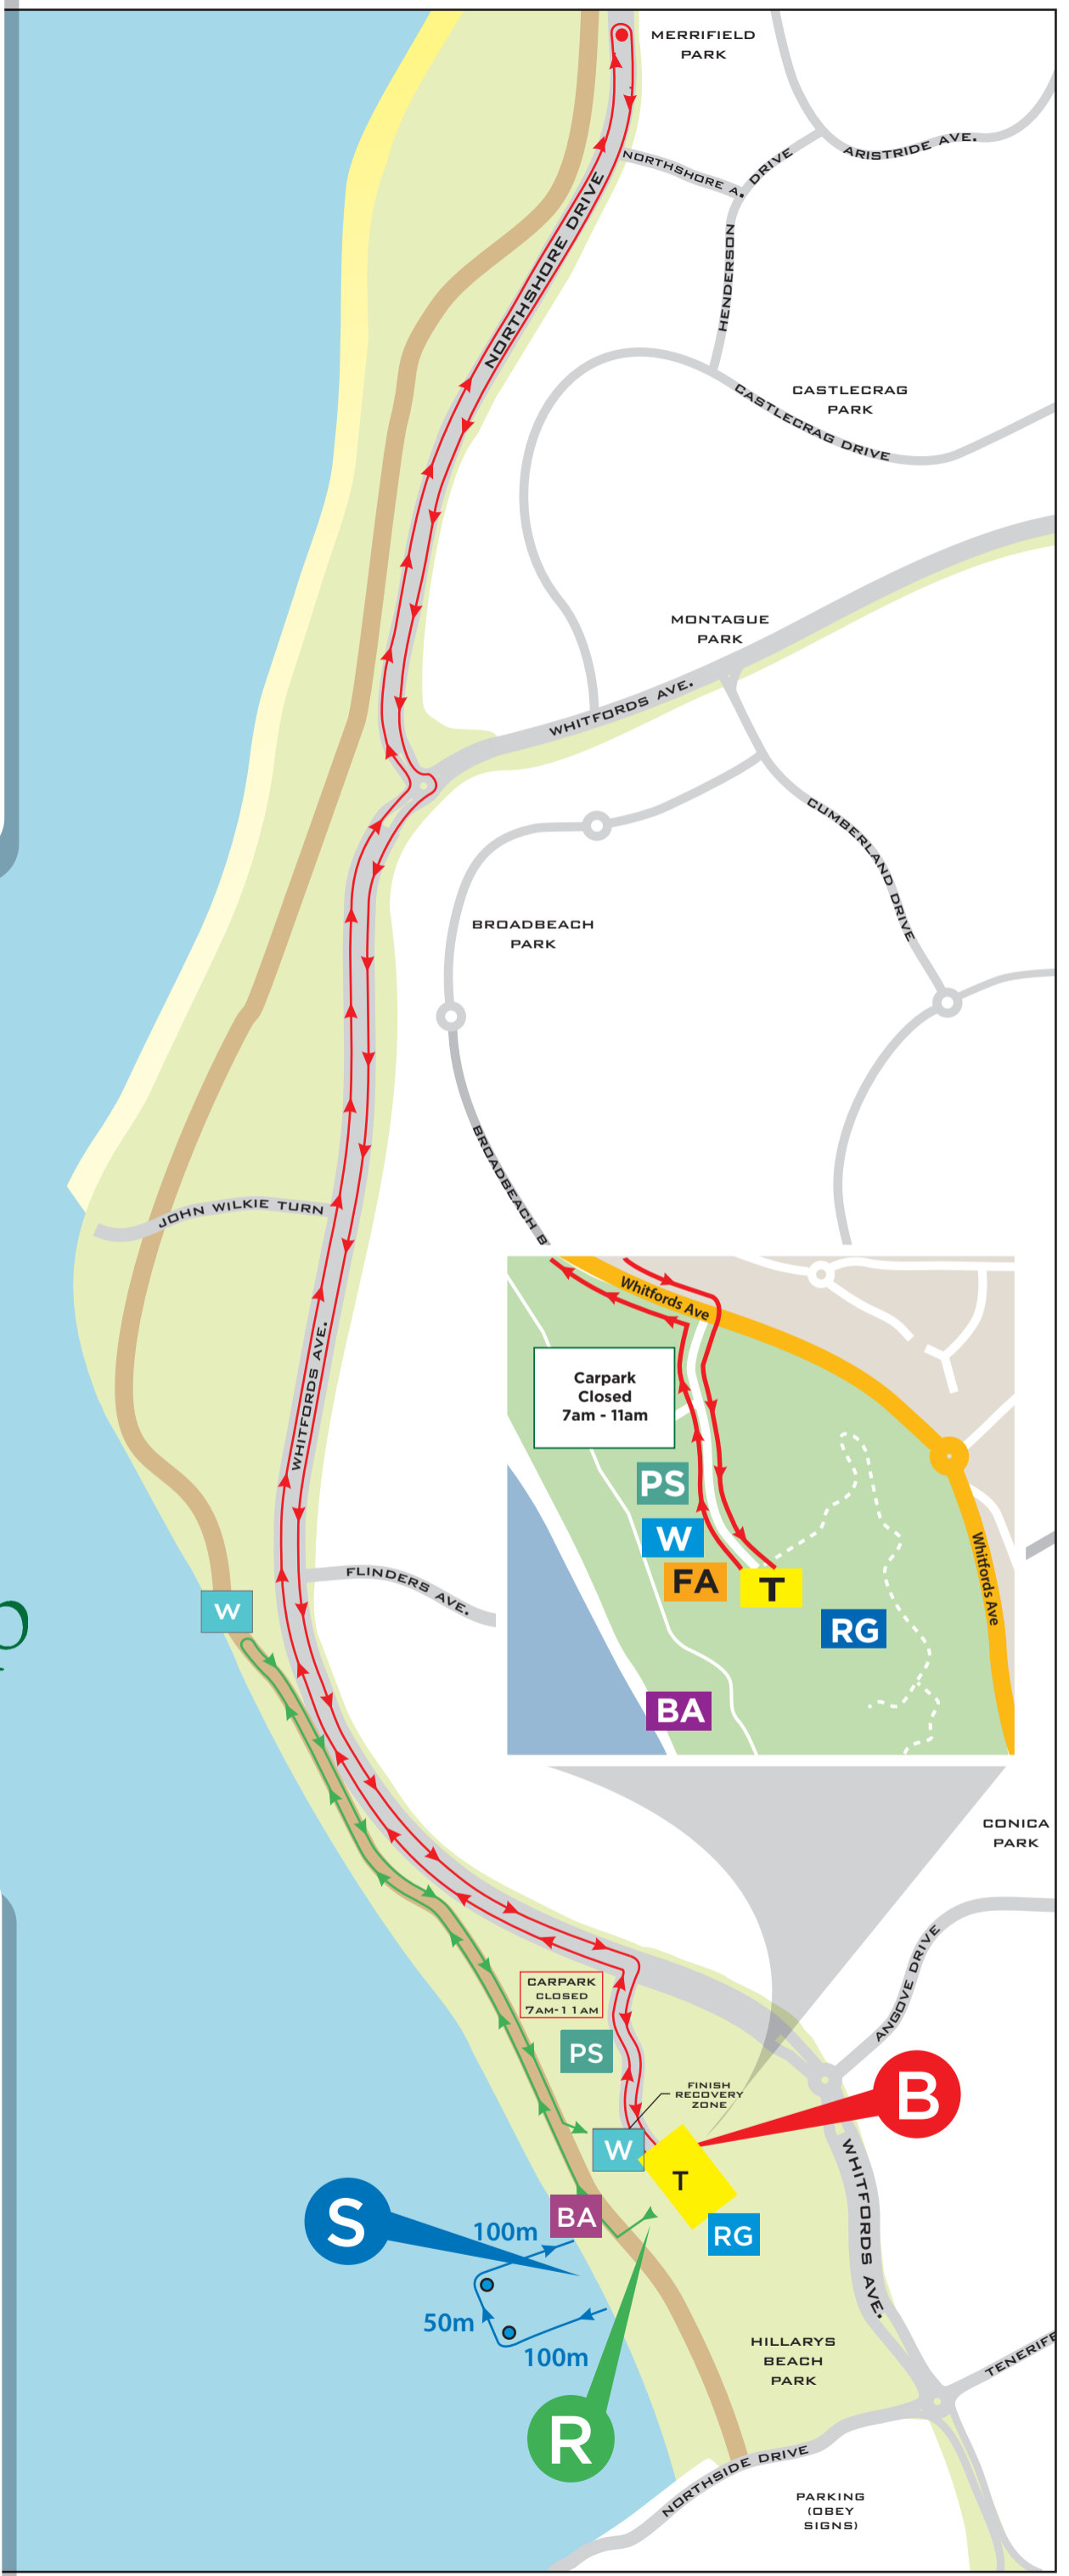 MERRIFIELD
PARK
ARISTRIDE AVE.
NORTHSHORE A.
HENDERSON DRIVE
NORTHSHORE DRIVE
CASTLECRAG
PARK
CASTLECRAG DRIVE
MONTAGUE
PARK
WHITFORDS AVE.
CUMBERLAND DRIVE
BROADBEACH
PARK
BROADBEACH B
JOHN WILKIE TURN
WHITFORDS AVE.
Whitfords Ave
Carpark
Closed
7am - 11am
PS
W
FA
T
RG
BA
Whitfords Ave
FLINDERS AVE.
W
p
CONICA
PARK
ANGOVE DRIVE
CARPARK
CLOSED
7AM-11AM
PS
FINISH
RECOVERY
ZONE
B
W
T
BA
RG
S
100m
50m
100m
WHITFORDS AVE.
HILLARYS
BEACH
PARK
TENERIFE
R
NORTHSIDE DRIVE
PARKING
(OBEY
SIGNS)